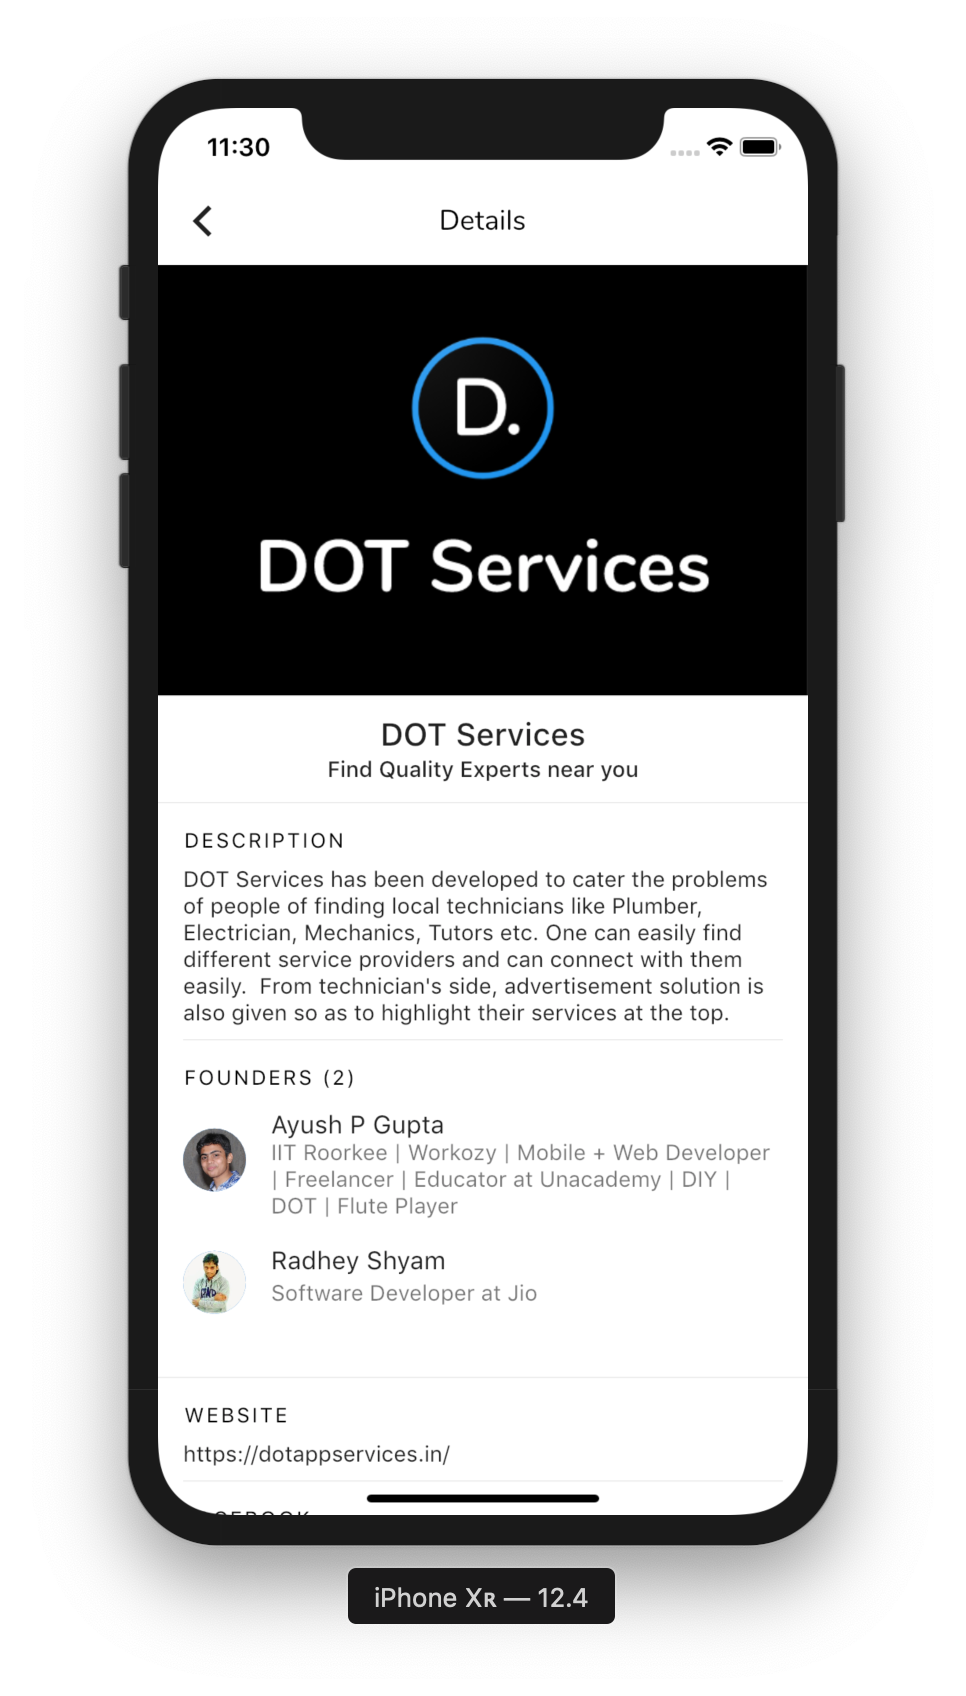 11:30
Details
D.
DOT Services
DOT Services
Find Quality Experts near you
DESCRIPTION
DOT Services has been developed to cater the problems
of people of finding local technicians like Plumber,
Electrician, Mechanics, Tutors etc. One can easily find
different service providers and can connect with them
easily.  From technician's side, advertisement solution is
also given so as to highlight their services at the top.
FOUNDERS (2)
Ayush P Gupta
IIT Roorkee | Workozy | Mobile + Web Developer
| Freelancer | Educator at Unacademy | DIY |
DOT | Flute Player
Radhey Shyam
Software Developer at Jio
WEBSITE
https://dotappservices.in/
iPhone Xʀ — 12.4